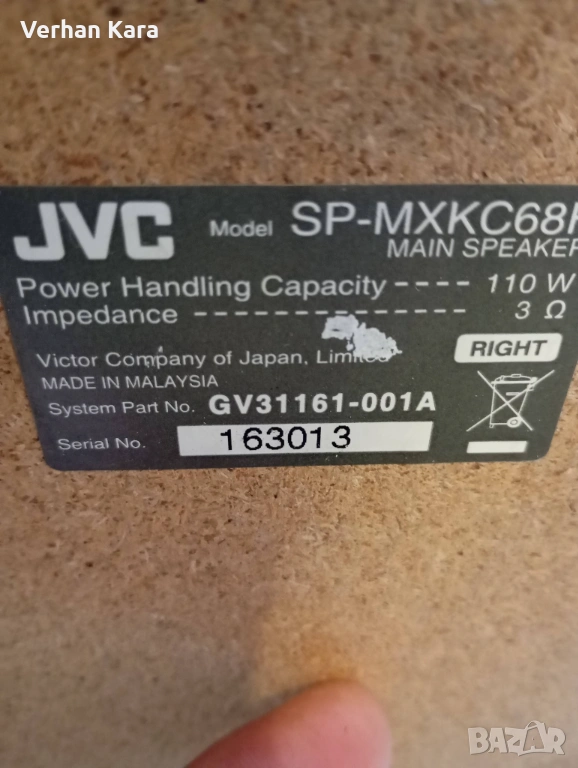 Verhan Kara
JVC Model SP-MXKC68
MAIN SPEAKER
Power Handling Capacity ---- 110 W
Impedance -------------- 3 Ω
Victor Company of Japan, Limited
RIGHT
MADE IN MALAYSIA
System Part No. GV31161-001A
Serial No. 163013
BAZAR